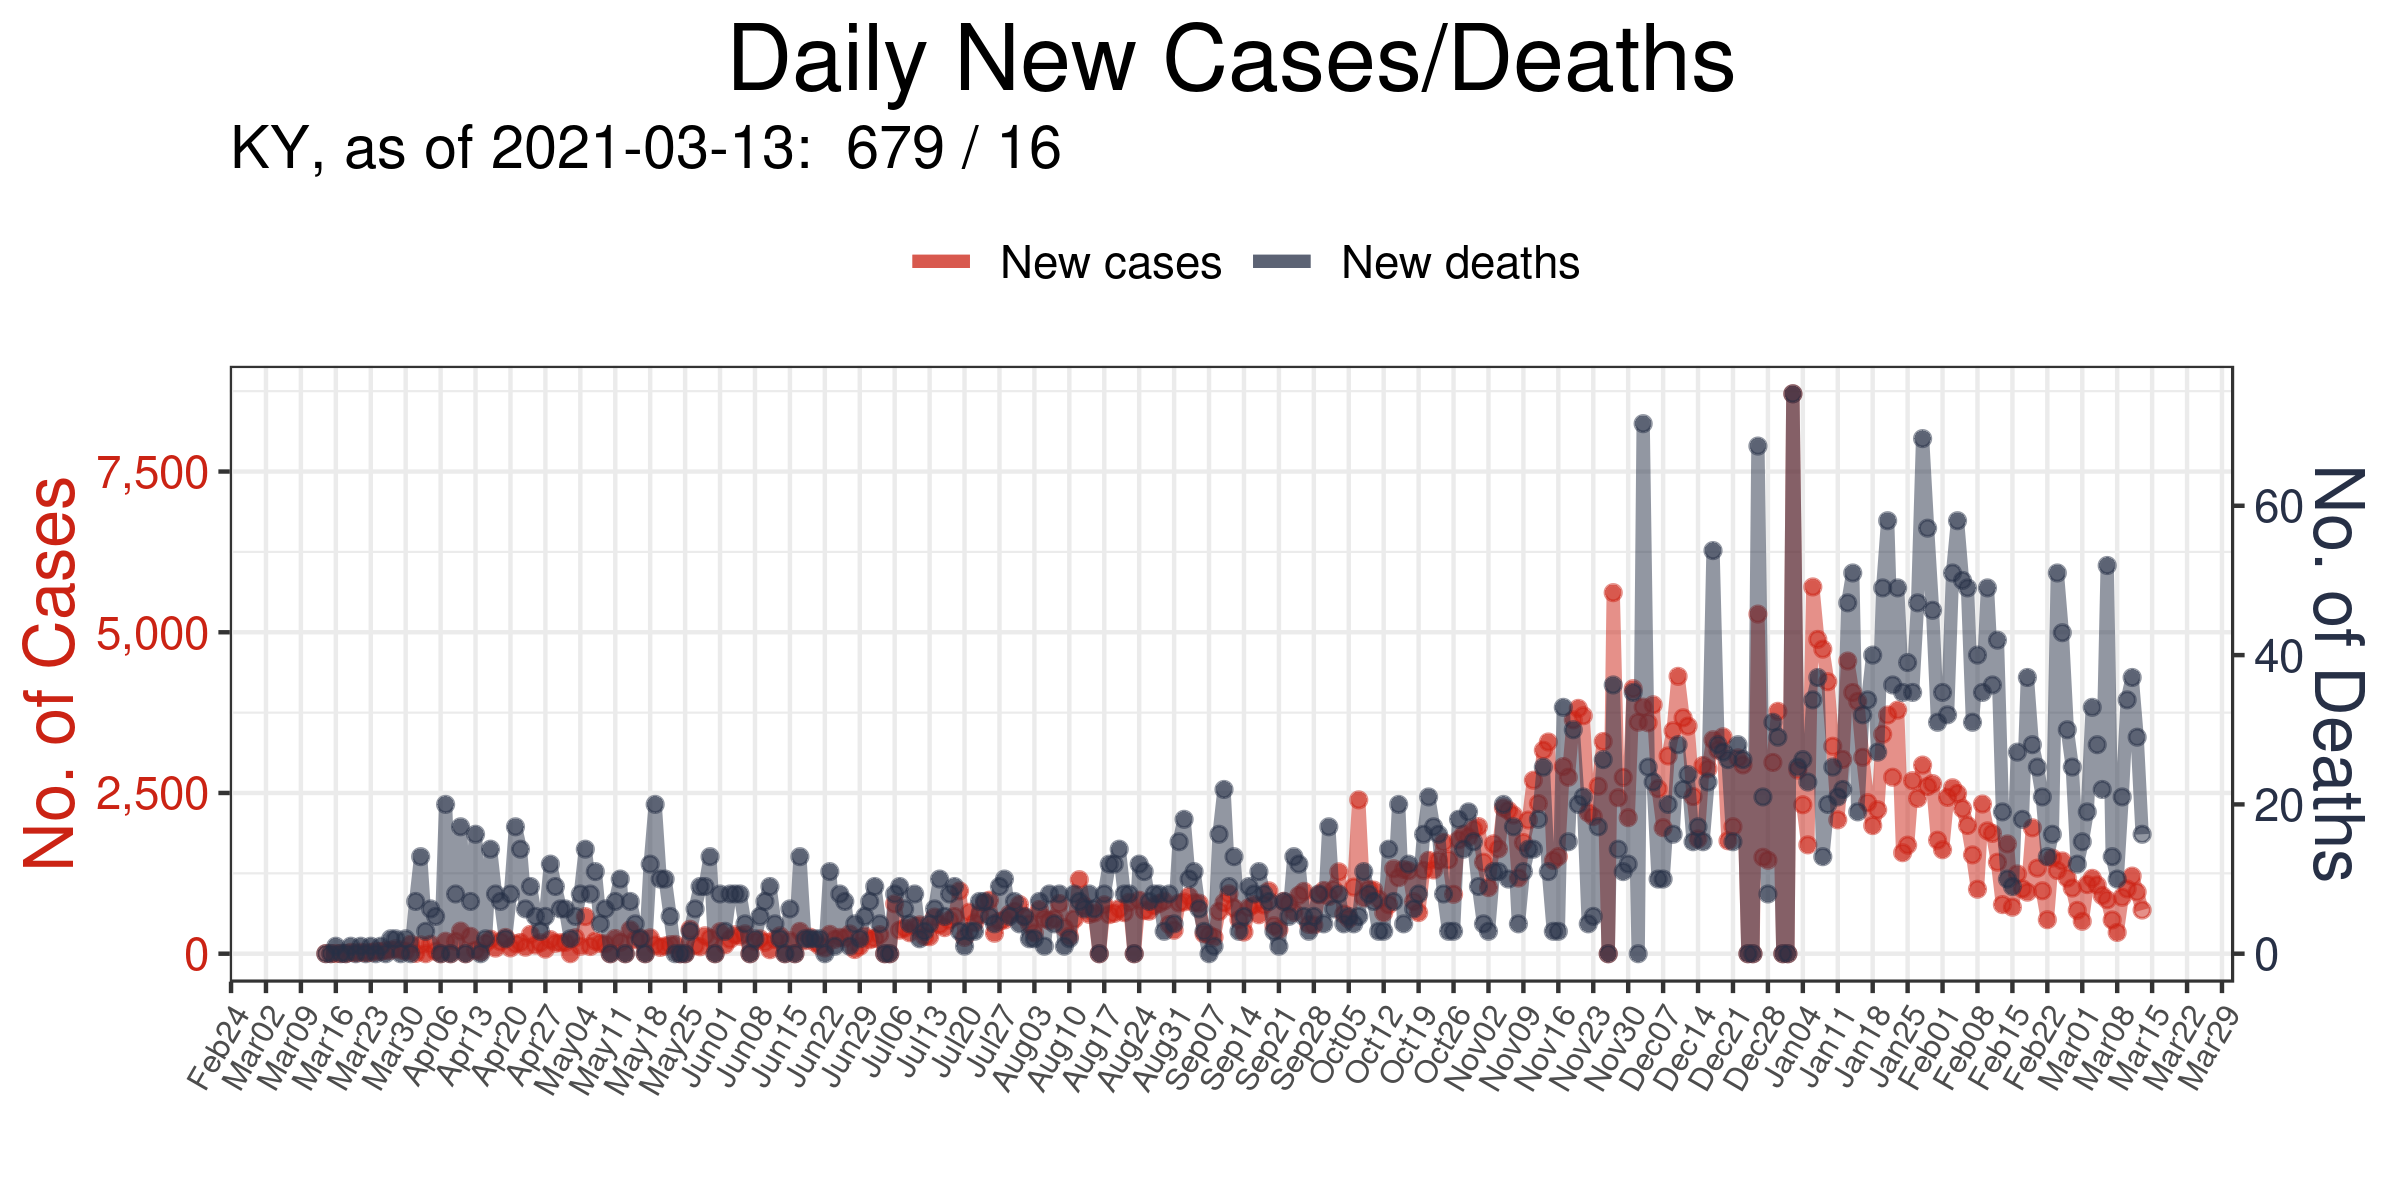 Daily New Cases/Deaths
KY, as of 2021-03-13:  679 / 16
New cases
New deaths
No. of Cases
7,500
5,000
2,500
0
No. of Deaths
60
40
20
0
Feb24
Mar02
Mar09
Mar16
Mar23
Mar30
Apr06
Apr13
Apr20
Apr27
May04
May11
May18
May25
Jun01
Jun08
Jun15
Jun22
Jun29
Jul06
Jul13
Jul20
Jul27
Aug03
Aug10
Aug17
Aug24
Aug31
Sep07
Sep14
Sep21
Sep28
Oct05
Oct12
Oct19
Oct26
Nov02
Nov09
Nov16
Nov23
Nov30
Dec07
Dec14
Dec21
Dec28
Jan04
Jan11
Jan18
Jan25
Feb01
Feb08
Feb15
Feb22
Mar01
Mar08
Mar15
Mar22
Mar29